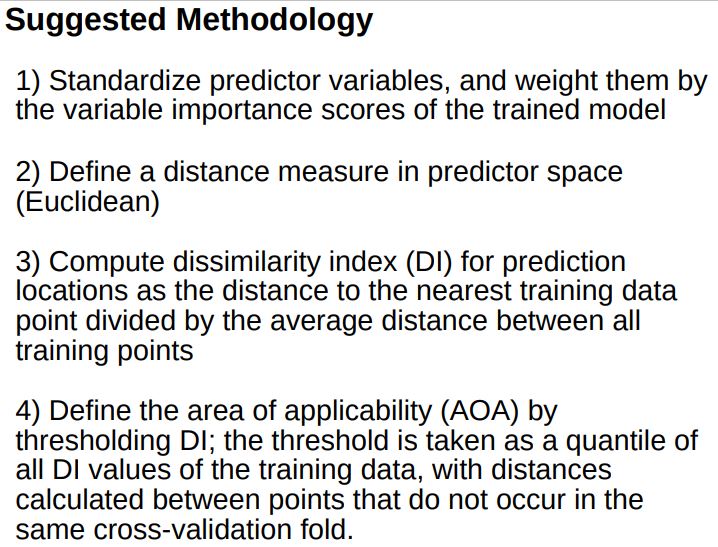 Suggested Methodology
1) Standardize predictor variables, and weight them by
the variable importance scores of the trained model
2) Define a distance measure in predictor space
(Euclidean)
3) Compute dissimilarity index (DI) for prediction
locations as the distance to the nearest training data
point divided by the average distance between all
training points
4) Define the area of applicability (AOA) by
thresholding DI; the threshold is taken as a quantile of
all DI values of the training data, with distances
calculated between points that do not occur in the
same cross-validation fold.